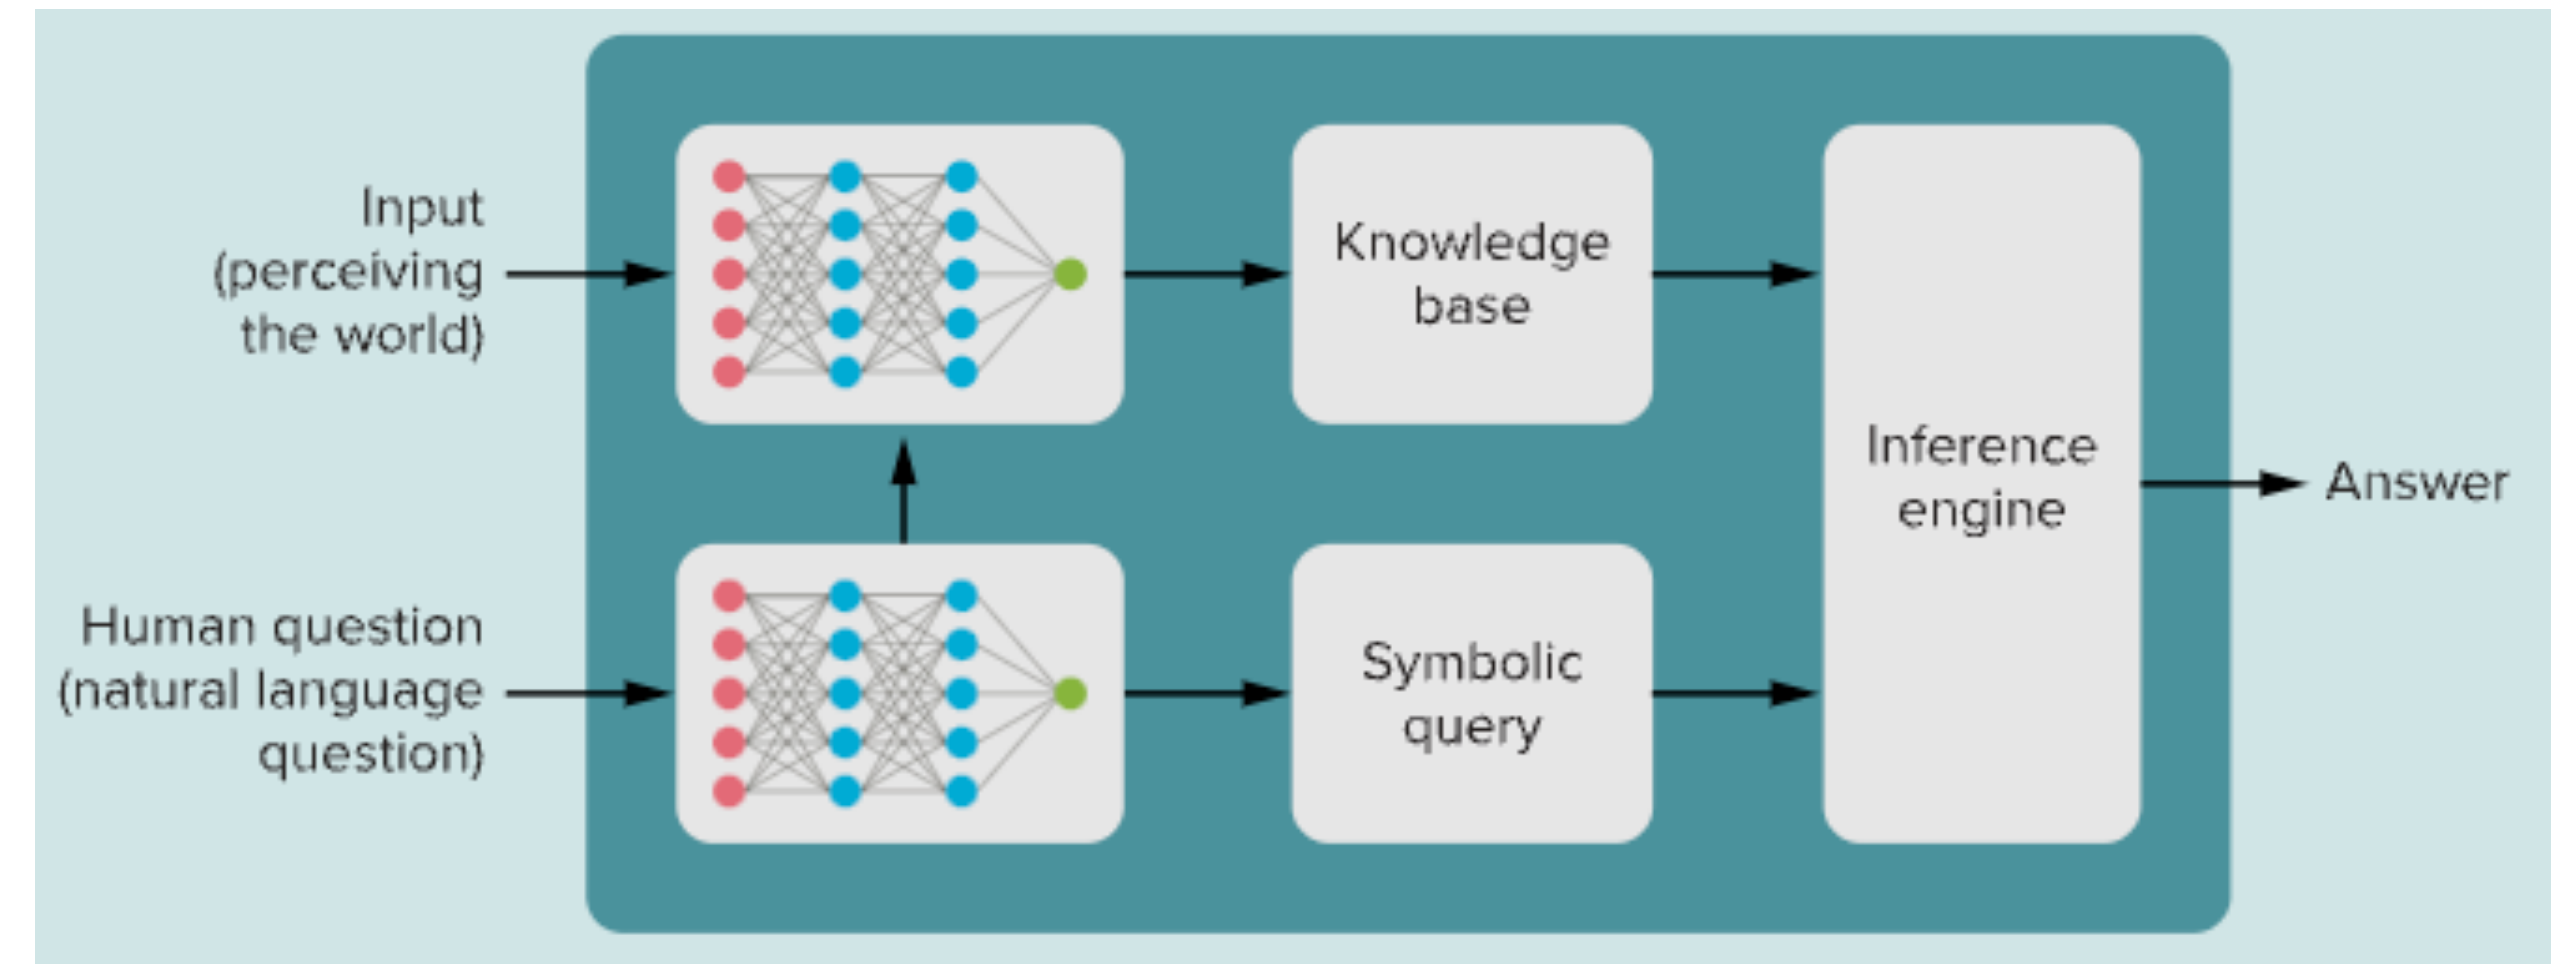 Input
(perceiving
the world)
Knowledge
base
Inference
engine
Answer
Human question
(natural language
question)
Symbolic
query